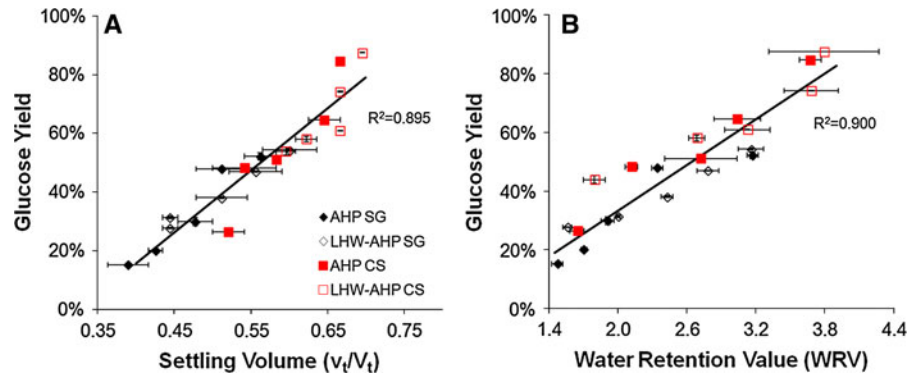 A
Glucose Yield
100%
80%
60%
40%
20%
0%
R²=0.895
AHP SG
LHW-AHP SG
AHP CS
LHW-AHP CS
0.35 0.45 0.55 0.65 0.75
Settling Volume (vₜ/Vₜ)
B
Glucose Yield
100%
80%
60%
40%
20%
0%
R²=0.900
1.4 2.0 2.6 3.2 3.8 4.4
Water Retention Value (WRV)